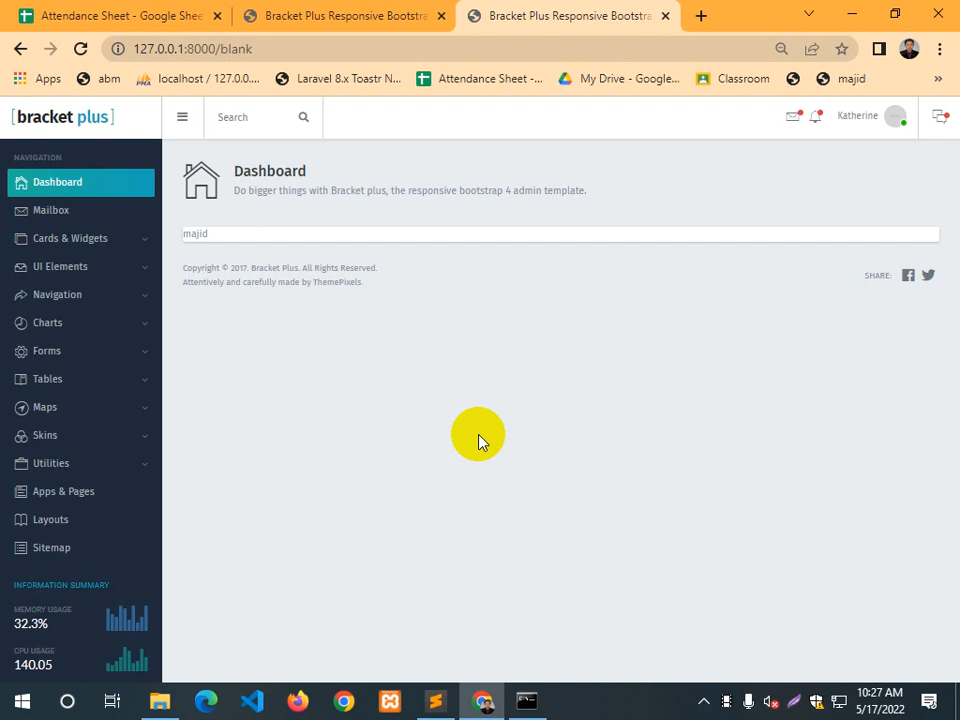 Attendance Sheet - Google Shee
Bracket Plus Responsive Bootstra
Bracket Plus Responsive Bootstra
127.0.0.1:8000/blank
Apps
abm
localhost / 127.0.0....
Laravel 8.x Toastr N...
Attendance Sheet -...
My Drive - Google...
Classroom
majid
»
[bracket plus]
Search
Katherine
NAVIGATION
Dashboard
Mailbox
Cards & Widgets
UI Elements
Navigation
Charts
Forms
Tables
Maps
Skins
Utilities
Apps & Pages
Layouts
Sitemap
INFORMATION SUMMARY
MEMORY USAGE
32.3%
CPU USAGE
140.05
Dashboard
Do bigger things with Bracket plus, the responsive bootstrap 4 admin template.
majid
Copyright © 2017. Bracket Plus. All Rights Reserved.
Attentively and carefully made by ThemePixels.
SHARE:
10:27 AM
5/17/2022